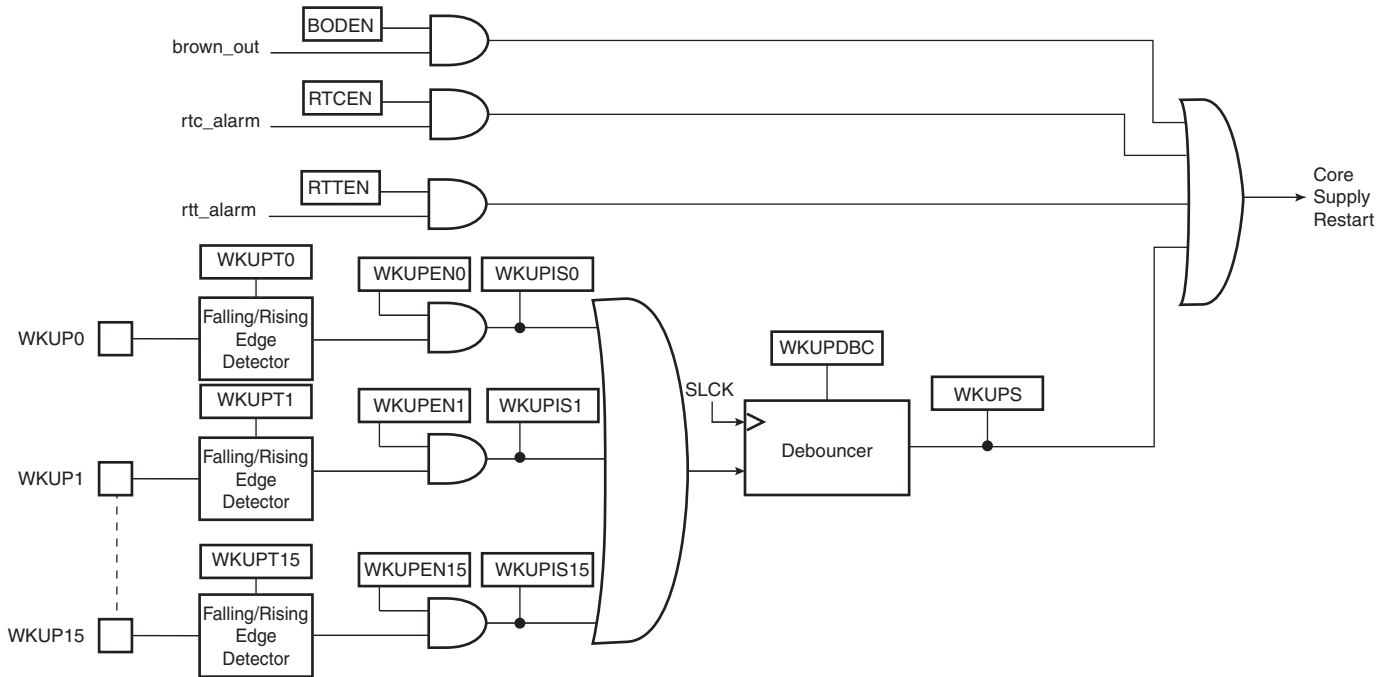 BODEN
brown_out
RTCEN
rtc_alarm
RTTEN
rtt_alarm
Core
Supply
Restart
WKUPT0
WKUPEN0
WKUPIS0
WKUP0
Falling/Rising
Edge
Detector
WKUPT1
WKUPEN1
WKUPIS1
WKUPDBC
SLCK
WKUPS
Debouncer
WKUP1
Falling/Rising
Edge
Detector
WKUPT15
WKUPEN15
WKUPIS15
WKUP15
Falling/Rising
Edge
Detector